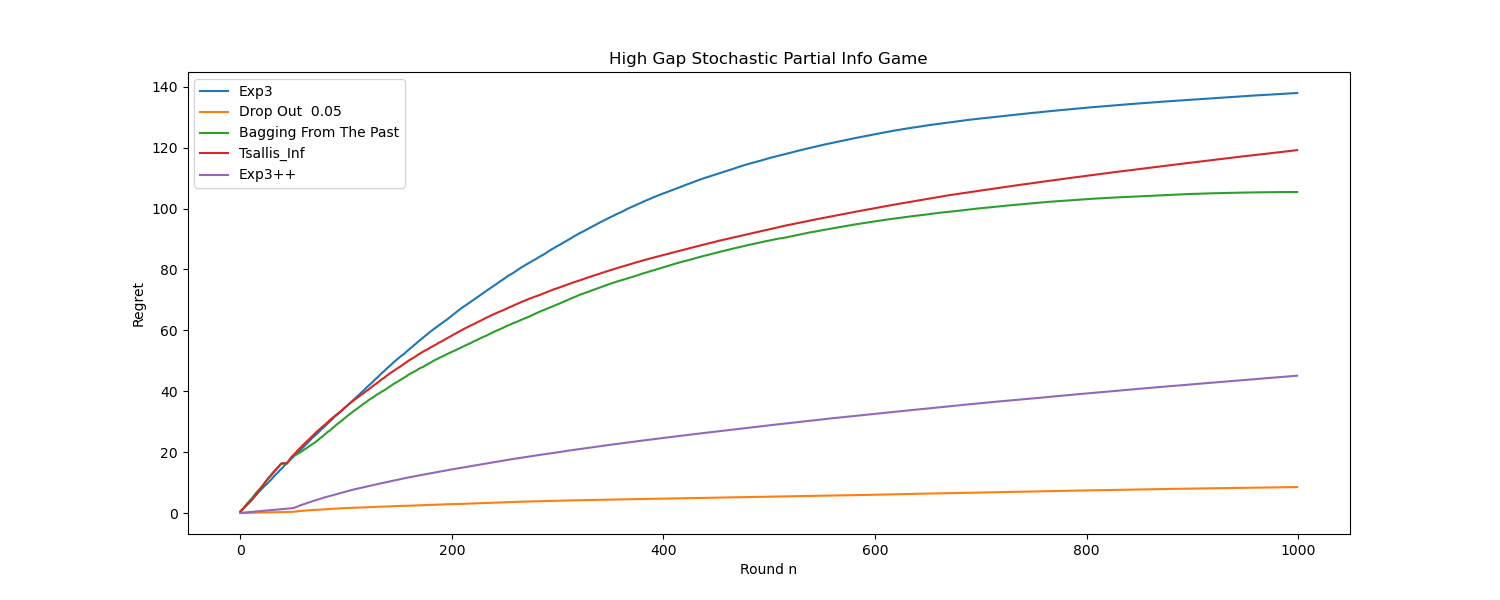 High Gap Stochastic Partial Info Game
140
120
100
80
60
40
20
0
Regret
Exp3
Drop Out  0.05
Bagging From The Past
Tsallis_Inf
Exp3++
0
200
400
600
800
1000
Round n